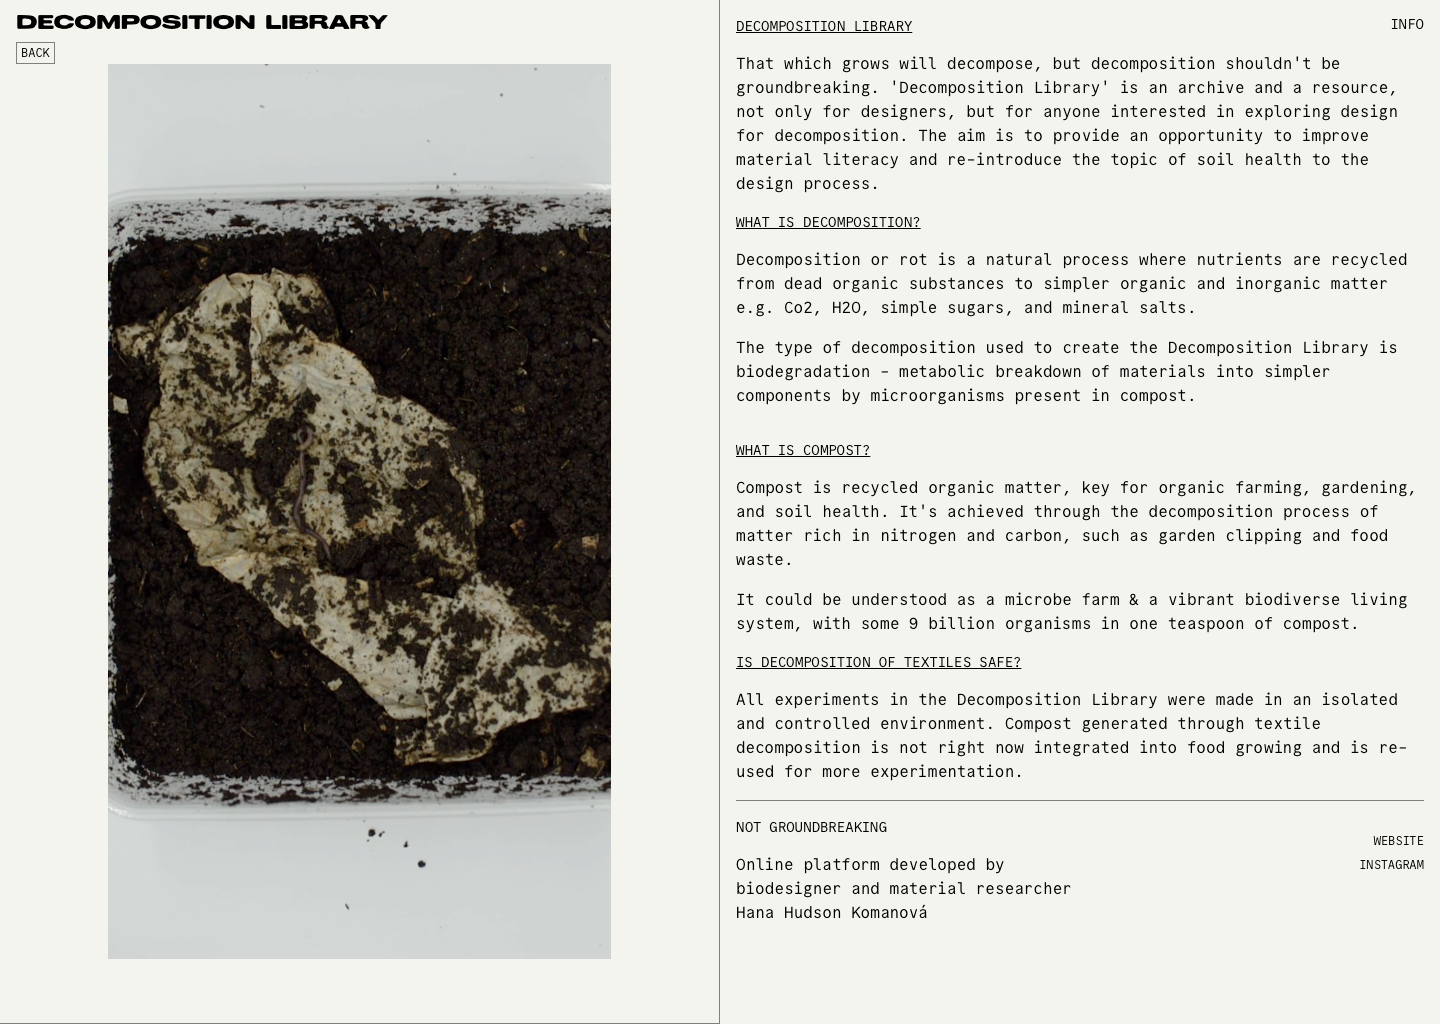 DECOMPOSITION LIBRARY
BACK
DECOMPOSITION LIBRARY
INFO
That which grows will decompose, but decomposition shouldn't be
groundbreaking. 'Decomposition Library' is an archive and a resource,
not only for designers, but for anyone interested in exploring design
for decomposition. The aim is to provide an opportunity to improve
material literacy and re-introduce the topic of soil health to the
design process.
WHAT IS DECOMPOSITION?
Decomposition or rot is a natural process where nutrients are recycled
from dead organic substances to simpler organic and inorganic matter
e.g. Co2, H2O, simple sugars, and mineral salts.
The type of decomposition used to create the Decomposition Library is
biodegradation - metabolic breakdown of materials into simpler
components by microorganisms present in compost.
WHAT IS COMPOST?
Compost is recycled organic matter, key for organic farming, gardening,
and soil health. It's achieved through the decomposition process of
matter rich in nitrogen and carbon, such as garden clipping and food
waste.
It could be understood as a microbe farm & a vibrant biodiverse living
system, with some 9 billion organisms in one teaspoon of compost.
IS DECOMPOSITION OF TEXTILES SAFE?
All experiments in the Decomposition Library were made in an isolated
and controlled environment. Compost generated through textile
decomposition is not right now integrated into food growing and is re-
used for more experimentation.
NOT GROUNDBREAKING
Online platform developed by
biodesigner and material researcher
Hana Hudson Komanová
WEBSITE
INSTAGRAM